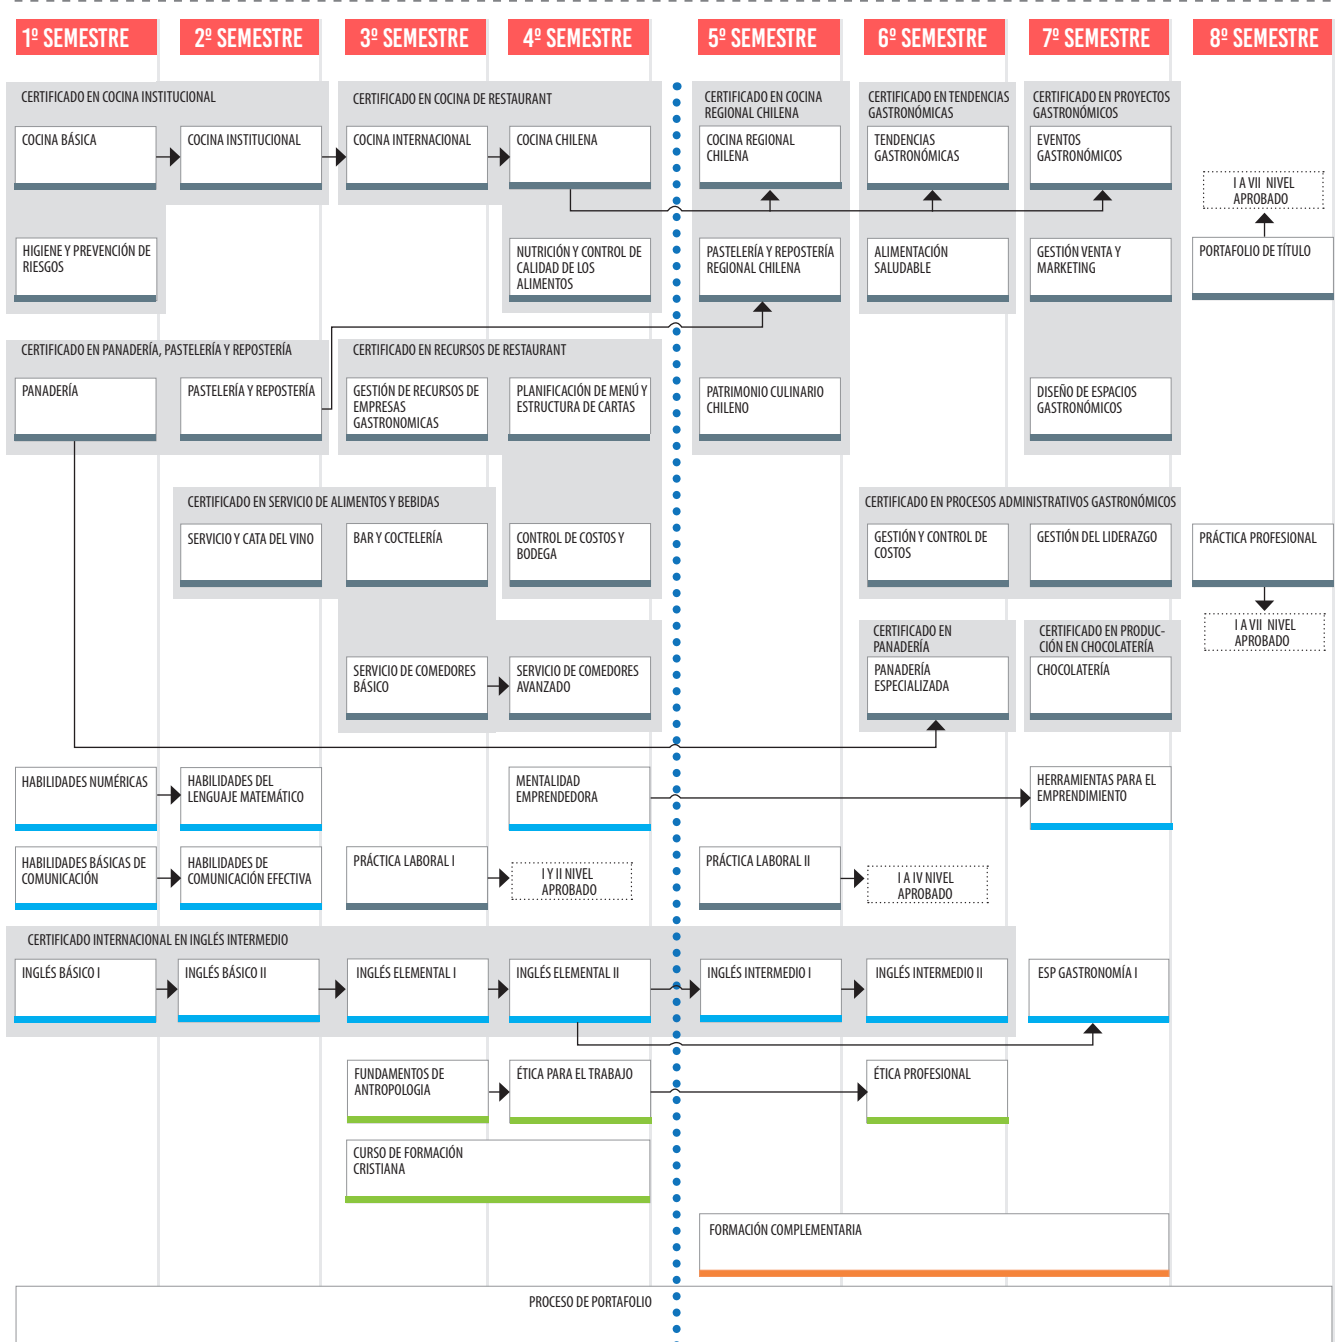 1º SEMESTRE
2º SEMESTRE
3º SEMESTRE
4º SEMESTRE
5º SEMESTRE
6º SEMESTRE
7º SEMESTRE
8º SEMESTRE
CERTIFICADO EN COCINA INSTITUCIONAL
CERTIFICADO EN COCINA DE RESTAURANT
CERTIFICADO EN COCINA
REGIONAL CHILENA
CERTIFICADO EN TENDENCIAS
GASTRONÓMICAS
CERTIFICADO EN PROYECTOS
GASTRONÓMICOS
COCINA BÁSICA
COCINA INSTITUCIONAL
COCINA INTERNACIONAL
COCINA CHILENA
COCINA REGIONAL
CHILENA
TENDENCIAS
GASTRONÓMICAS
EVENTOS
GASTRONÓMICOS
I A VII NIVEL
APROBADO
HIGIENE Y PREVENCIÓN DE
RIESGOS
NUTRICIÓN Y CONTROL DE
CALIDAD DE LOS
ALIMENTOS
PASTELERÍA Y REPOSTERÍA
REGIONAL CHILENA
ALIMENTACIÓN
SALUDABLE
GESTIÓN VENTA Y
MARKETING
PORTAFOLIO DE TÍTULO
CERTIFICADO EN PANADERÍA, PASTELERÍA Y REPOSTERÍA
CERTIFICADO EN RECURSOS DE RESTAURANT
PANADERÍA
PASTELERÍA Y REPOSTERÍA
GESTIÓN DE RECURSOS DE
EMPRESAS
GASTRONOMICAS
PLANIFICACIÓN DE MENÚ Y
ESTRUCTURA DE CARTAS
PATRIMONIO CULINARIO
CHILENO
DISEÑO DE ESPACIOS
GASTRONÓMICOS
CERTIFICADO EN SERVICIO DE ALIMENTOS Y BEBIDAS
CERTIFICADO EN PROCESOS ADMINISTRATIVOS GASTRONÓMICOS
SERVICIO Y CATA DEL VINO
BAR Y COCTELERÍA
CONTROL DE COSTOS Y
BODEGA
GESTIÓN Y CONTROL DE
COSTOS
GESTIÓN DEL LIDERAZGO
PRÁCTICA PROFESIONAL
I A VII NIVEL
APROBADO
CERTIFICADO EN
PANADERÍA
CERTIFICADO EN PRODUC-
CIÓN EN CHOCOLATERÍA
SERVICIO DE COMEDORES
BÁSICO
SERVICIO DE COMEDORES
AVANZADO
PANADERÍA
ESPECIALIZADA
CHOCOLATERÍA
HABILIDADES NUMÉRICAS
HABILIDADES DEL
LENGUAJE MATEMÁTICO
MENTALIDAD
EMPRENDEDORA
HERRAMIENTAS PARA EL
EMPRENDIMIENTO
HABILIDADES BÁSICAS DE
COMUNICACIÓN
HABILIDADES DE
COMUNICACIÓN EFECTIVA
PRÁCTICA LABORAL I
I Y II NIVEL
APROBADO
PRÁCTICA LABORAL II
I A IV NIVEL
APROBADO
CERTIFICADO INTERNACIONAL EN INGLÉS INTERMEDIO
INGLÉS BÁSICO I
INGLÉS BÁSICO II
INGLÉS ELEMENTAL I
INGLÉS ELEMENTAL II
INGLÉS INTERMEDIO I
INGLÉS INTERMEDIO II
ESP GASTRONOMÍA I
FUNDAMENTOS DE
ANTROPOLOGIA
ÉTICA PARA EL TRABAJO
ÉTICA PROFESIONAL
CURSO DE FORMACIÓN
CRISTIANA
FORMACIÓN COMPLEMENTARIA
PROCESO DE PORTAFOLIO